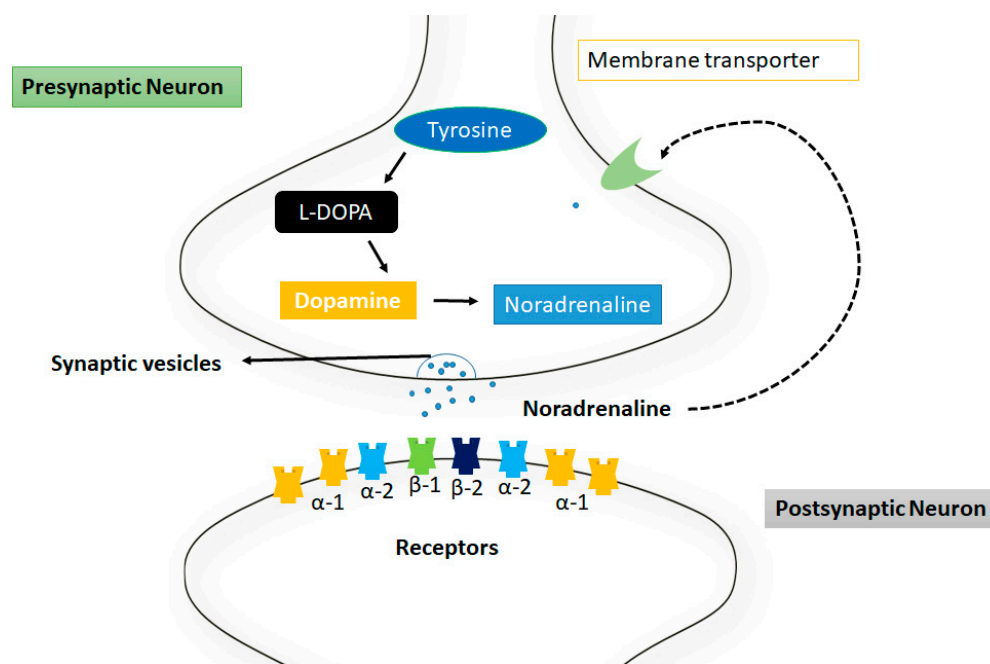 Membrane transporter
Presynaptic Neuron
Tyrosine
L-DOPA
Dopamine
Noradrenaline
Synaptic vesicles
Noradrenaline
α-1
α-2
β-1
β-2
α-2
α-1
Postsynaptic Neuron
Receptors